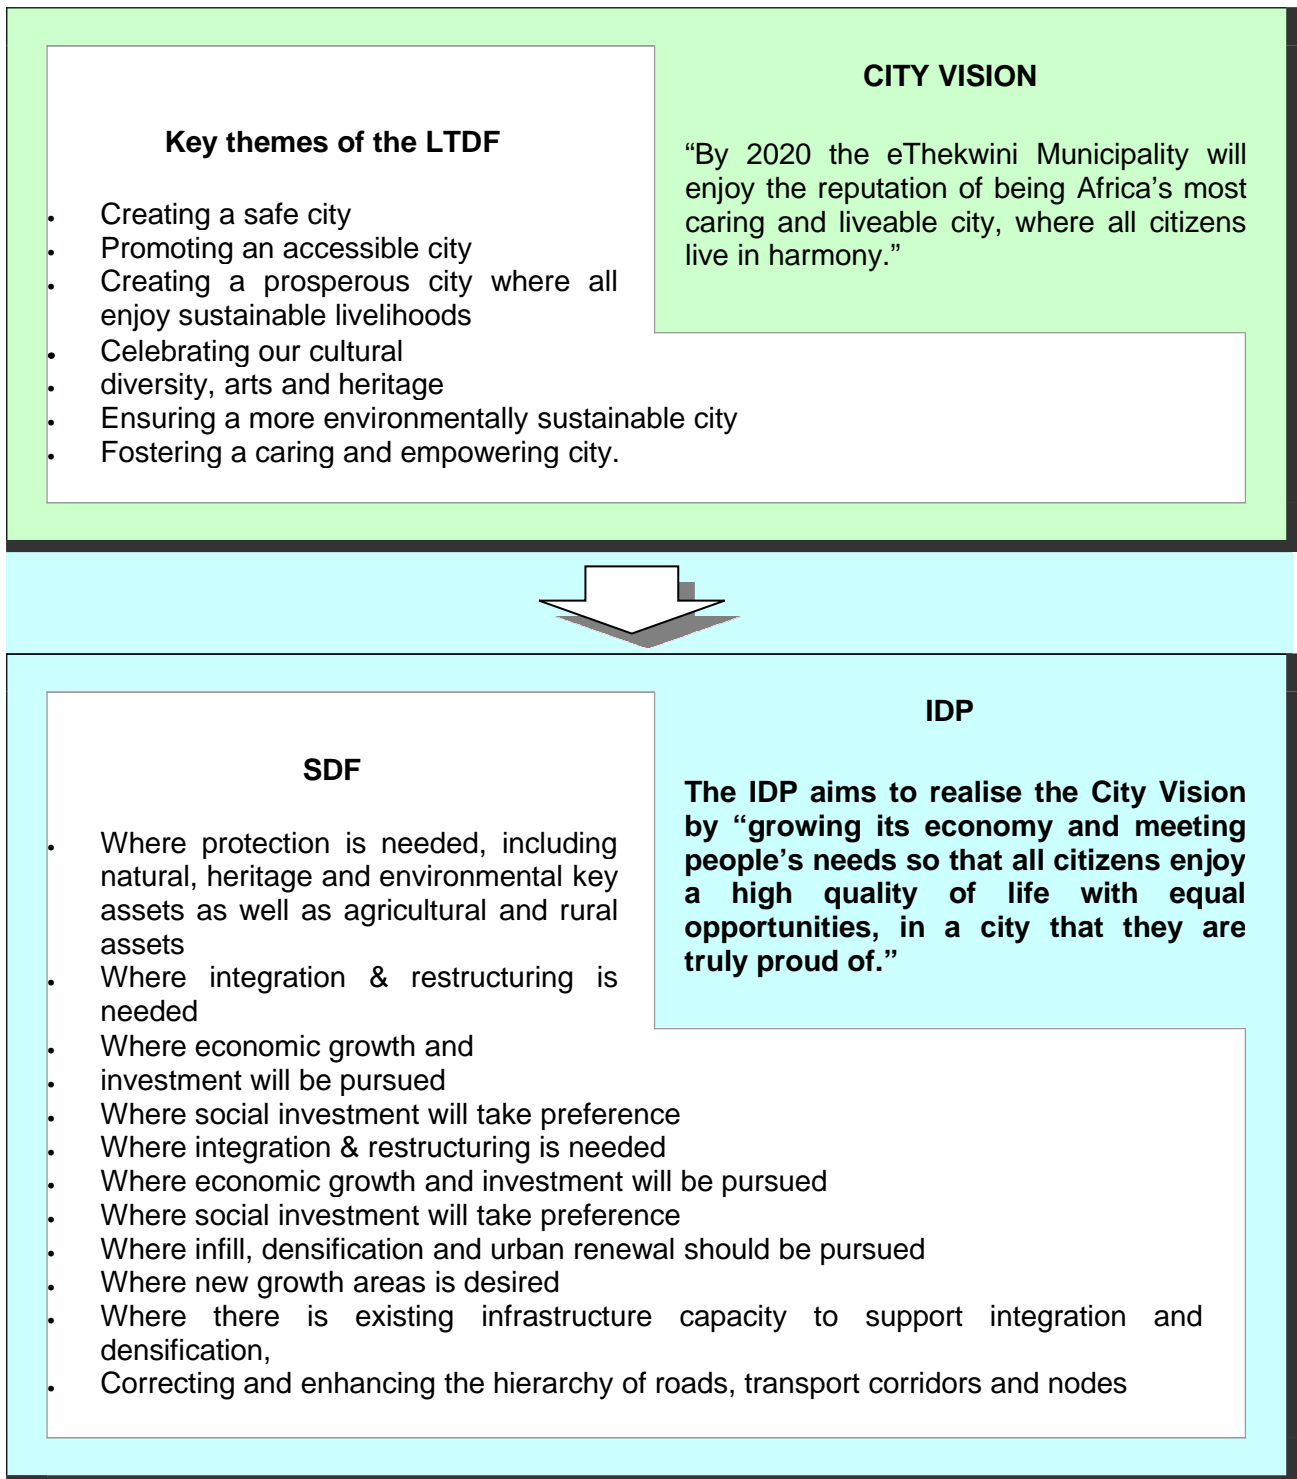 Key themes of the LTDF
• Creating a safe city
• Promoting an accessible city
• Creating a prosperous city where all
enjoy sustainable livelihoods
• Celebrating our cultural
• diversity, arts and heritage
• Ensuring a more environmentally sustainable city
• Fostering a caring and empowering city.
CITY VISION
“By 2020 the eThekwini Municipality will
enjoy the reputation of being Africa’s most
caring and liveable city, where all citizens
live in harmony.”
SDF
• Where protection is needed, including
natural, heritage and environmental key
assets as well as agricultural and rural
assets
• Where integration & restructuring is
needed
• Where economic growth and
• investment will be pursued
• Where social investment will take preference
• Where integration & restructuring is needed
• Where economic growth and investment will be pursued
• Where social investment will take preference
• Where infill, densification and urban renewal should be pursued
• Where new growth areas is desired
• Where there is existing infrastructure capacity to support integration and
densification,
• Correcting and enhancing the hierarchy of roads, transport corridors and nodes
IDP
The IDP aims to realise the City Vision
by “growing its economy and meeting
people’s needs so that all citizens enjoy
a high quality of life with equal
opportunities, in a city that they are
truly proud of.”